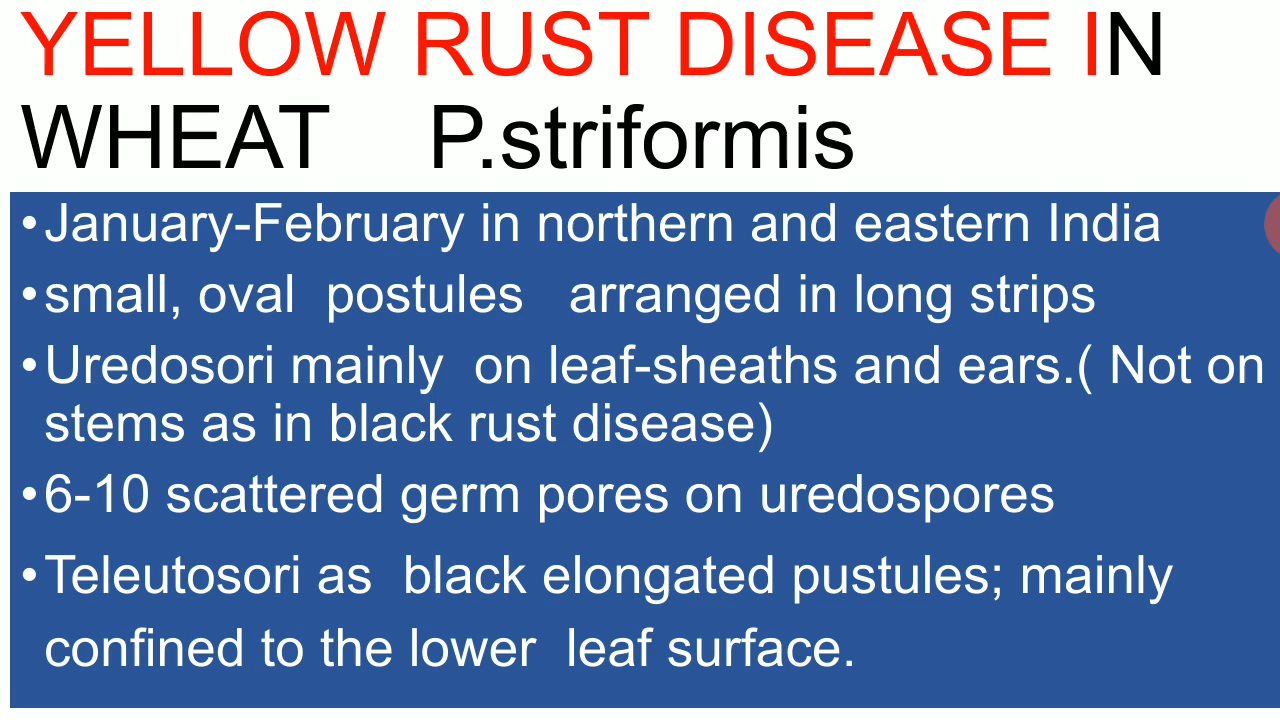 YELLOW RUST DISEASE IN
WHEAT P.striformis
•January-February in northern and eastern India
•small, oval postules arranged in long strips
•Uredosori mainly on leaf-sheaths and ears.( Not on
stems as in black rust disease)
•6-10 scattered germ pores on uredospores
•Teleutosori as black elongated pustules; mainly
confined to the lower leaf surface.